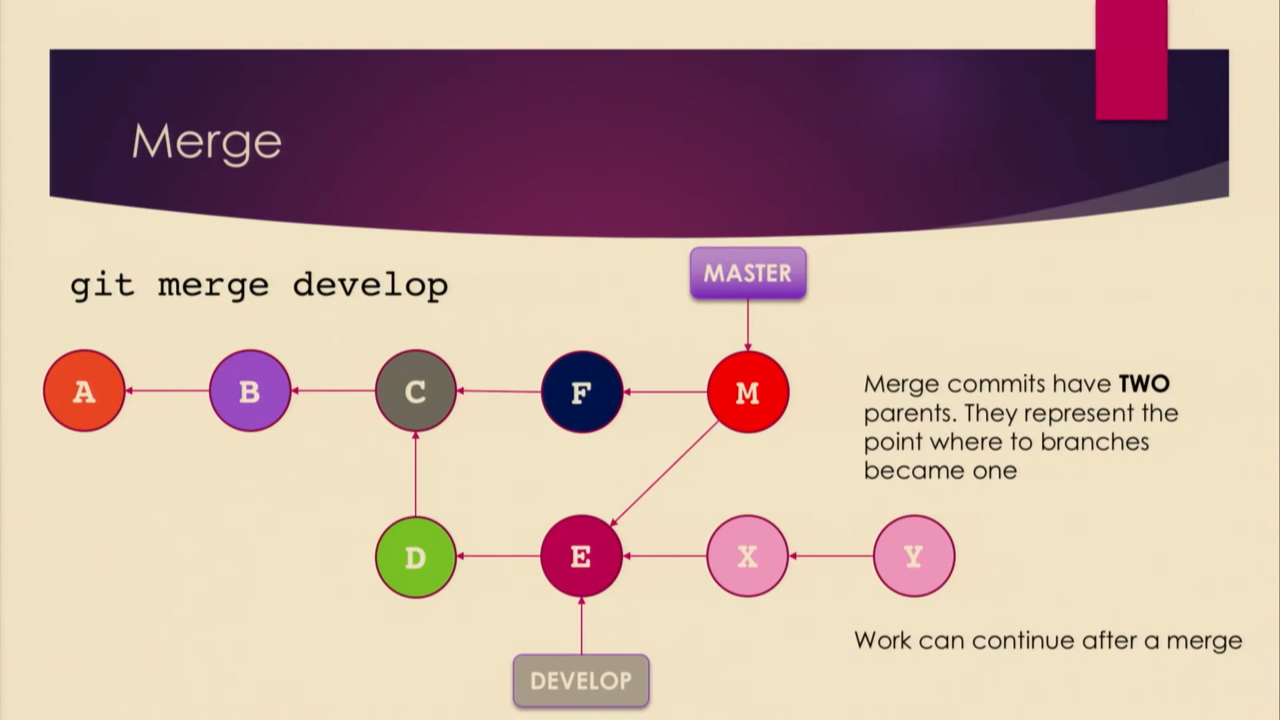 Merge
git merge develop
MASTER
A B C F M
Merge commits have TWO
parents. They represent the
point where to branches
became one
D E X Y
Work can continue after a merge
DEVELOP